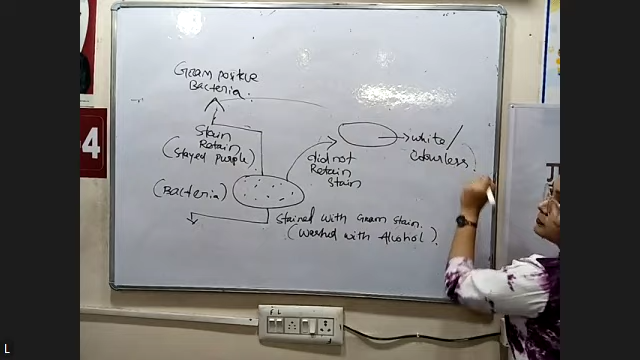 Gram positive
Bacteria.
Stain
Retain
(Stayed purple)
white/
Colourless
did not
Retain
Stain
(Bacteria)
Stained with Gram stain.
(Washed with Alcohol).
4
F.L
L